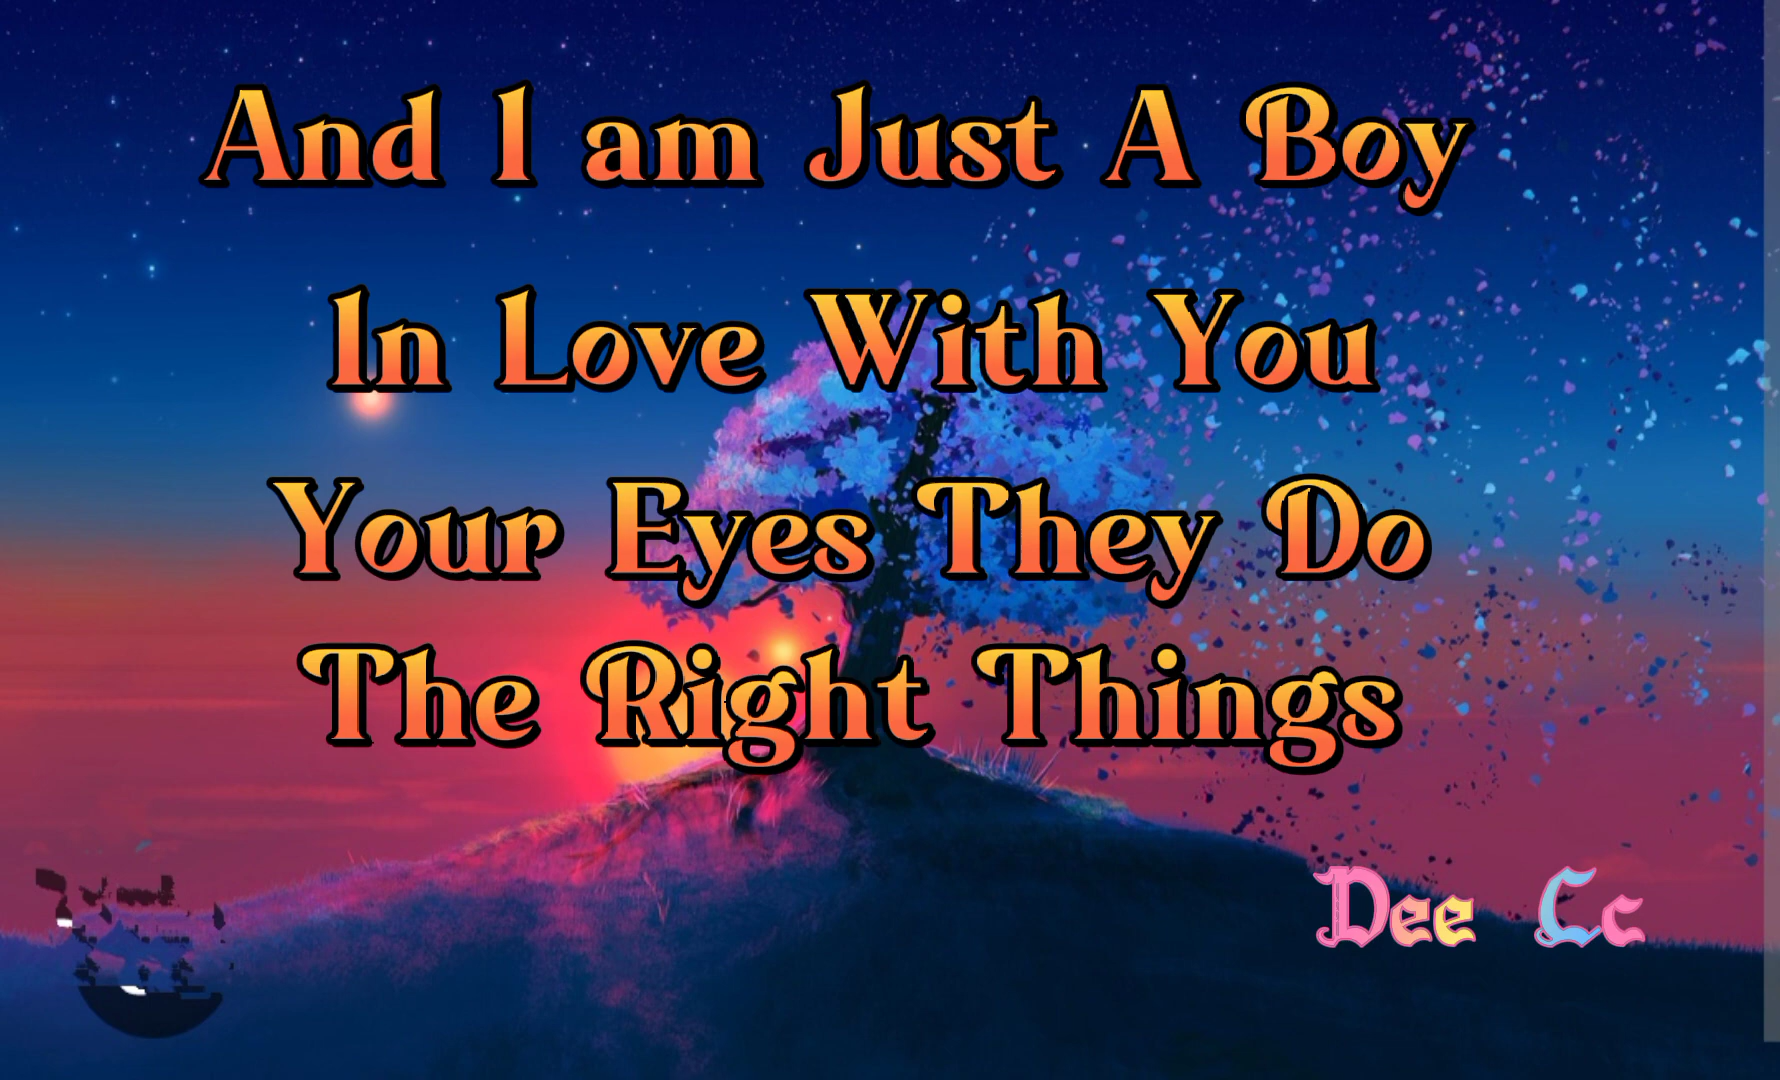 And I am Just A Boy
In Love With You
Your Eyes They Do
The Right Things
Dee Cc